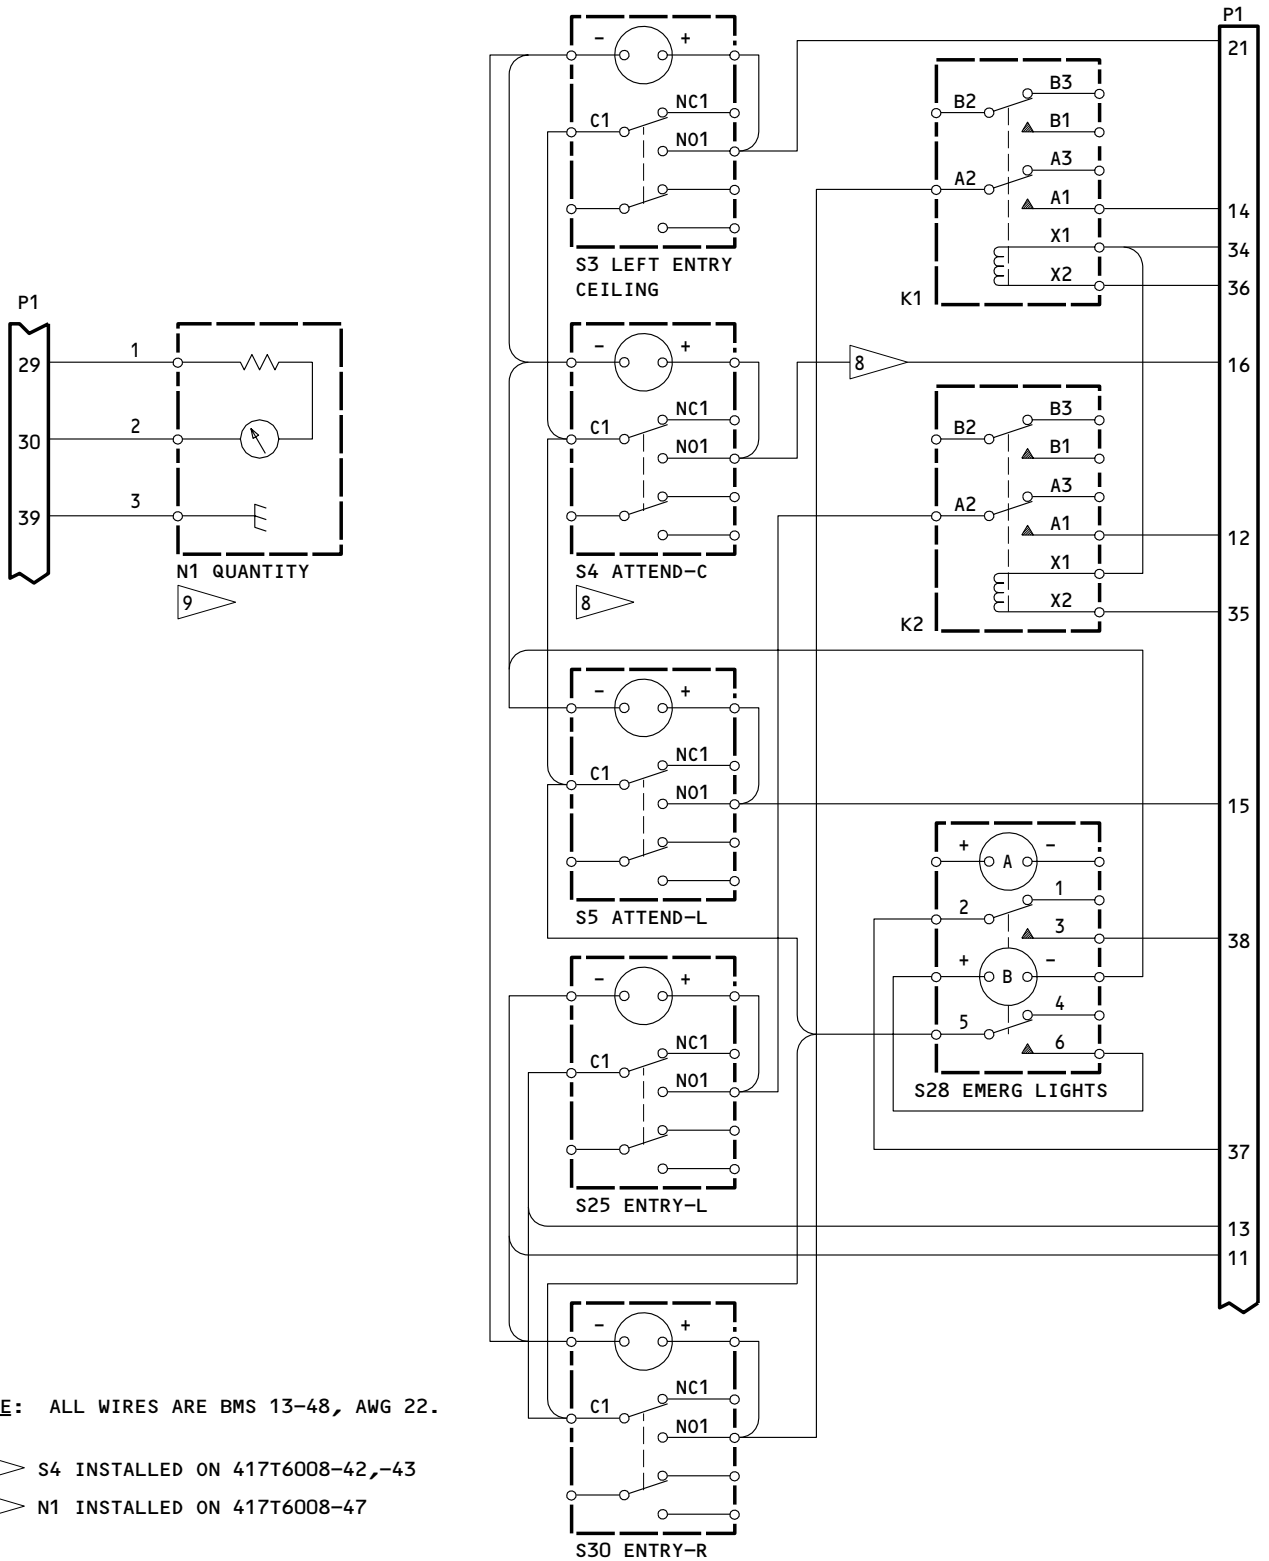 P1
21
14
34
36
16
12
35
15
38
37
13
11
- +
C1
NC1
NO1
S3 LEFT ENTRY
CEILING
B2
B3
B1
A2
A3
A1
X1
X2
K1
P1
29
30
39
1
2
3
N1 QUANTITY
9
- +
C1
NC1
NO1
S4 ATTEND-C
8
8
B2
B3
B1
A2
A3
A1
X1
X2
K2
- +
C1
NC1
NO1
S5 ATTEND-L
+ A -
2
1
3
+ B -
5
4
6
S28 EMERG LIGHTS
- +
C1
NC1
NO1
S25 ENTRY-L
- +
C1
NC1
NO1
S30 ENTRY-R
E: ALL WIRES ARE BMS 13-48, AWG 22.
S4 INSTALLED ON 417T6008-42,-43
N1 INSTALLED ON 417T6008-47